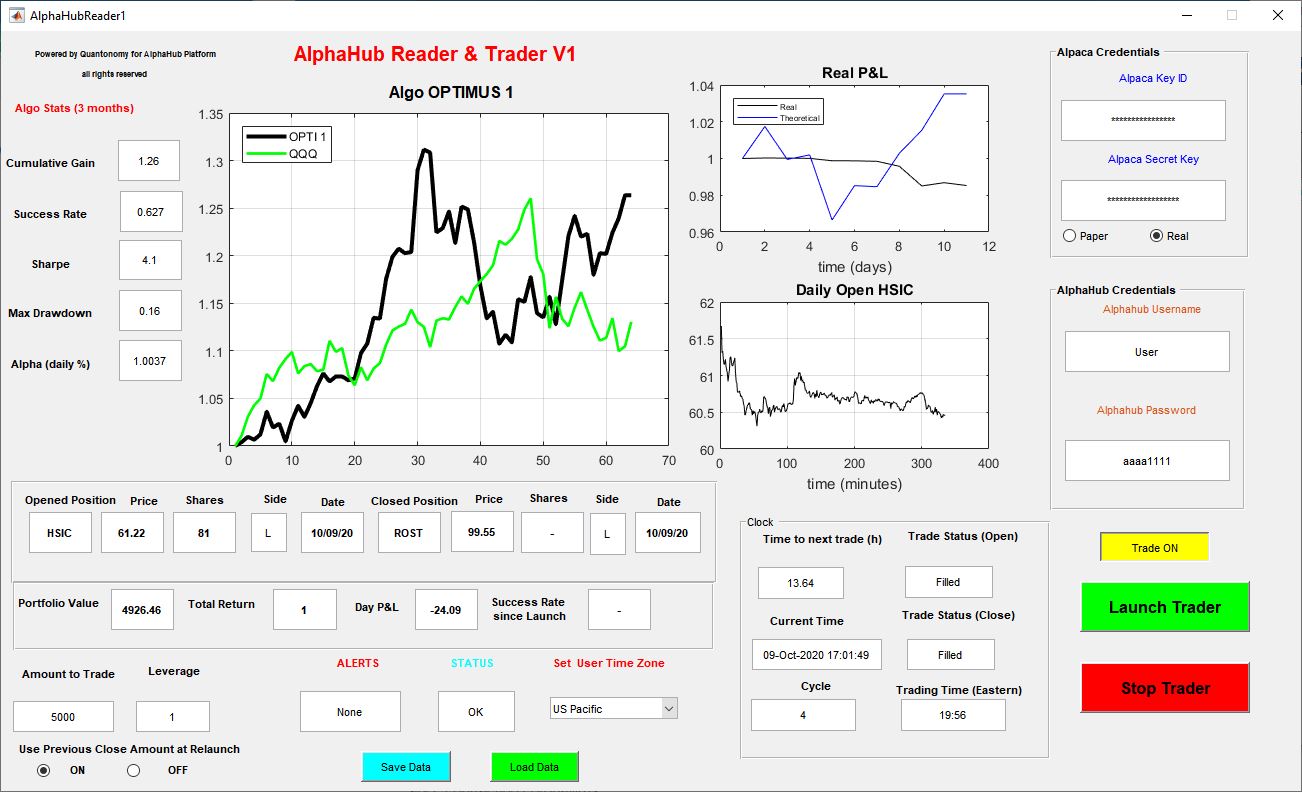 AlphaHubReader1
Powered by Quantonomy for AlphaHub Platform
all rights reserved
AlphaHub Reader & Trader V1
Algo Stats (3 months)
Cumulative Gain 1.26
Success Rate 0.627
Sharpe 4.1
Max Drawdown 0.16
Alpha (daily %) 1.0037
Algo OPTIMUS 1
OPTI 1
QQQ
1.35
1.3
1.25
1.2
1.15
1.1
1.05
1
0 10 20 30 40 50 60 70
Real P&L
Real
Theoretical
1.04
1.02
1
0.98
0.96
0 2 4 6 8 10 12
time (days)
Daily Open HSIC
62
61.5
61
60.5
60
0 100 200 300 400
time (minutes)
Alpaca Credentials
Alpaca Key ID
****************
Alpaca Secret Key
******************
Paper Real
AlphaHub Credentials
Alphahub Username
User
Alphahub Password
aaaa1111
Opened Position Price Shares Side Date Closed Position Price Shares Side Date
HSIC 61.22 81 L 10/09/20 ROST 99.55 - L 10/09/20
Portfolio Value 4926.46 Total Return 1 Day P&L -24.09 Success Rate
since Launch -
Amount to Trade Leverage
5000 1
Use Previous Close Amount at Relaunch
ON OFF
ALERTS
None
STATUS
OK
Set User Time Zone
US Pacific
Save Data Load Data
Clock
Time to next trade (h) Trade Status (Open)
13.64 Filled
Current Time Trade Status (Close)
09-Oct-2020 17:01:49 Filled
Cycle Trading Time (Eastern)
4 19:56
Trade ON
Launch Trader
Stop Trader